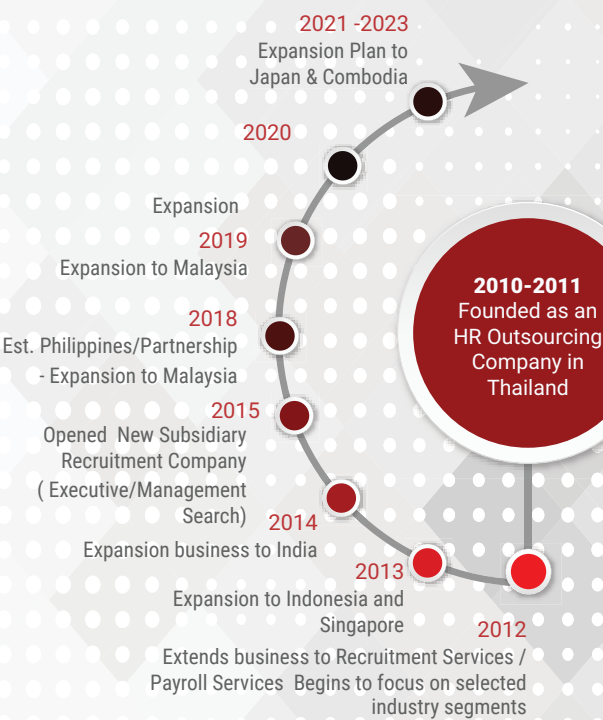 2021 -2023
Expansion Plan to
Japan & Combodia
2020
Expansion
2019
Expansion to Malaysia
2018
Est. Philippines/Partnership
- Expansion to Malaysia
2015
Opened New Subsidiary
Recruitment Company
( Executive/Management
Search)
2014
Expansion business to India
2013
Expansion to Indonesia and
Singapore
2012
Extends business to Recruitment Services /
Payroll Services Begins to focus on selected
industry segments
2010-2011
Founded as an
HR Outsourcing
Company in
Thailand